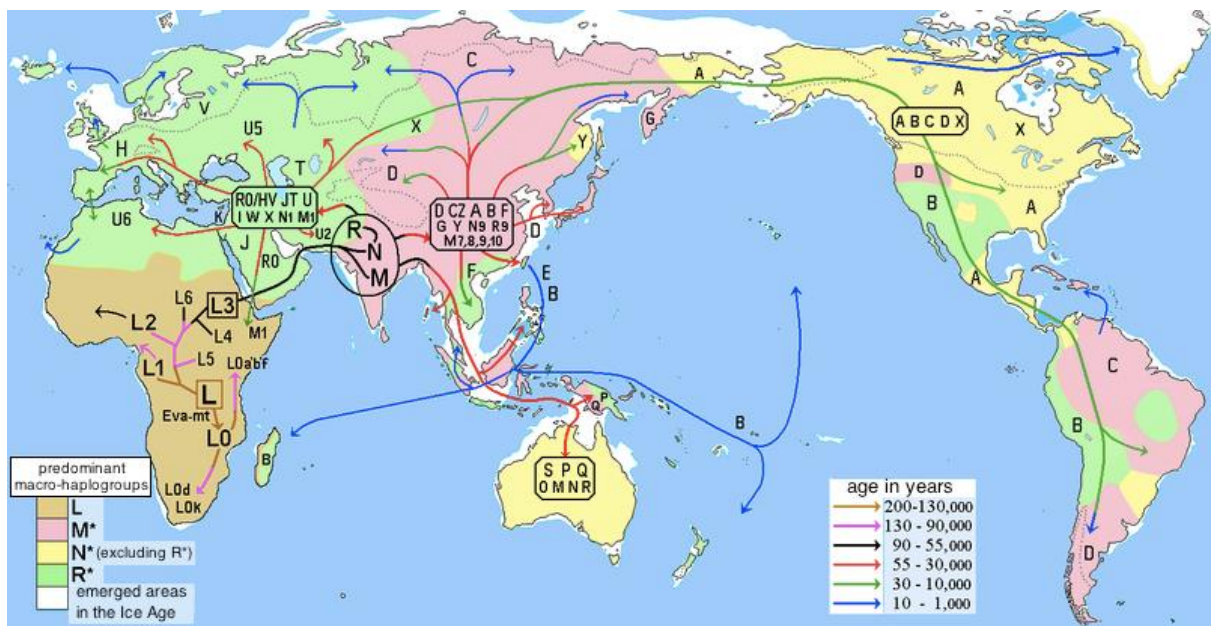 C
A
A
V
X
G
A B C D X
X
U5
H
Y
T
D
D
R0/HV JT U
I W X N1 M1
D CZ A B F
G Y N9 R9
M7,8,9,10
B
A
U6
K
U2
R
N
M
D
J
R0
F
E
B
A
L6
L3
L2
L4
M1
L5
L0a'b'f
L1
L
C
Eva-mt
L0
P
Q
B
B
B
predominant
macro-haplogroups
L
M*
N* (excluding R*)
R*
emerged areas
in the Ice Age
L0d
L0k
S P Q
O M N R
age in years
200-130,000
130 - 90,000
90 - 55,000
55 - 30,000
30 - 10,000
10 - 1,000
D